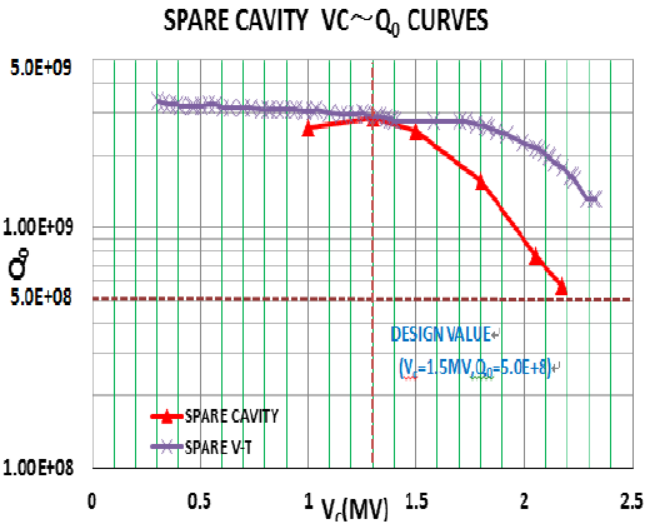 SPARE CAVITY VC～Q0 CURVES
5.0E+09
1.00E+09
Q0
5.0E+08
DESIGN VALUE↵
(Vc=1.5MV,Q0=5.0E+8)↵
SPARE CAVITY
SPARE V-T
1.00E+08
0 0.5 1 1.5 2 2.5
Vc(MV)